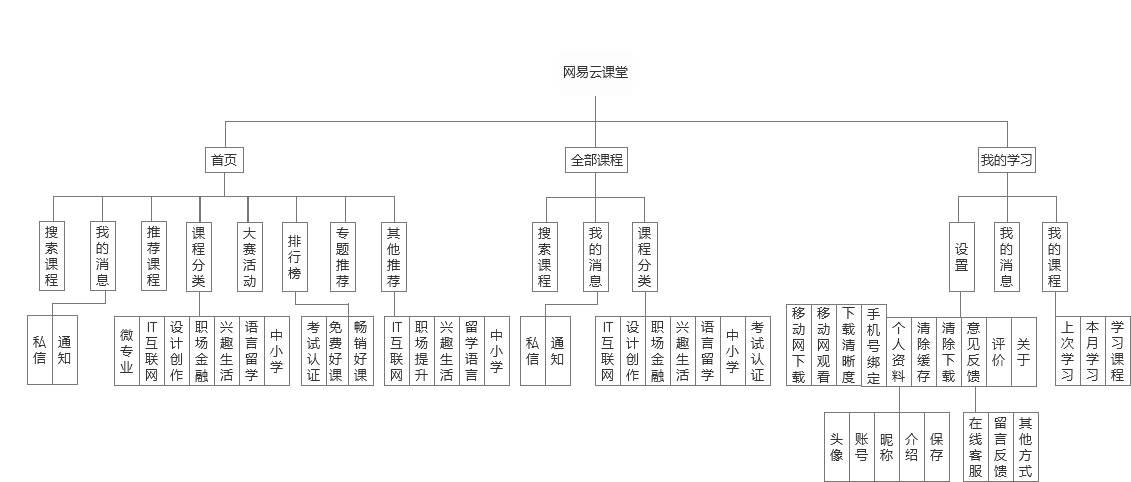 网易云课堂
首页
全部课程
我的学习
搜索课程
我的消息
推荐课程
课程分类
大赛活动
排行榜
专题推荐
其他推荐
搜索课程
我的消息
课程分类
设置
我的消息
我的课程
私信
通知
微专业
IT互联网
设计创作
职场金融
兴趣生活
语言留学
中小学
考试认证
免费好课
畅销好课
IT互联网
职场提升
兴趣生活
留学语言
中小学
私信
通知
IT互联网
设计创作
职场金融
兴趣生活
语言留学
中小学
考试认证
移动网下载
移动网观看
下载清晰度
手机号绑定
个人资料
清除缓存
清除下载
意见反馈
评价
关于
上次学习
本月学习
学习课程
头像
账号
昵称
介绍
保存
在线客服
留言反馈
其他方式